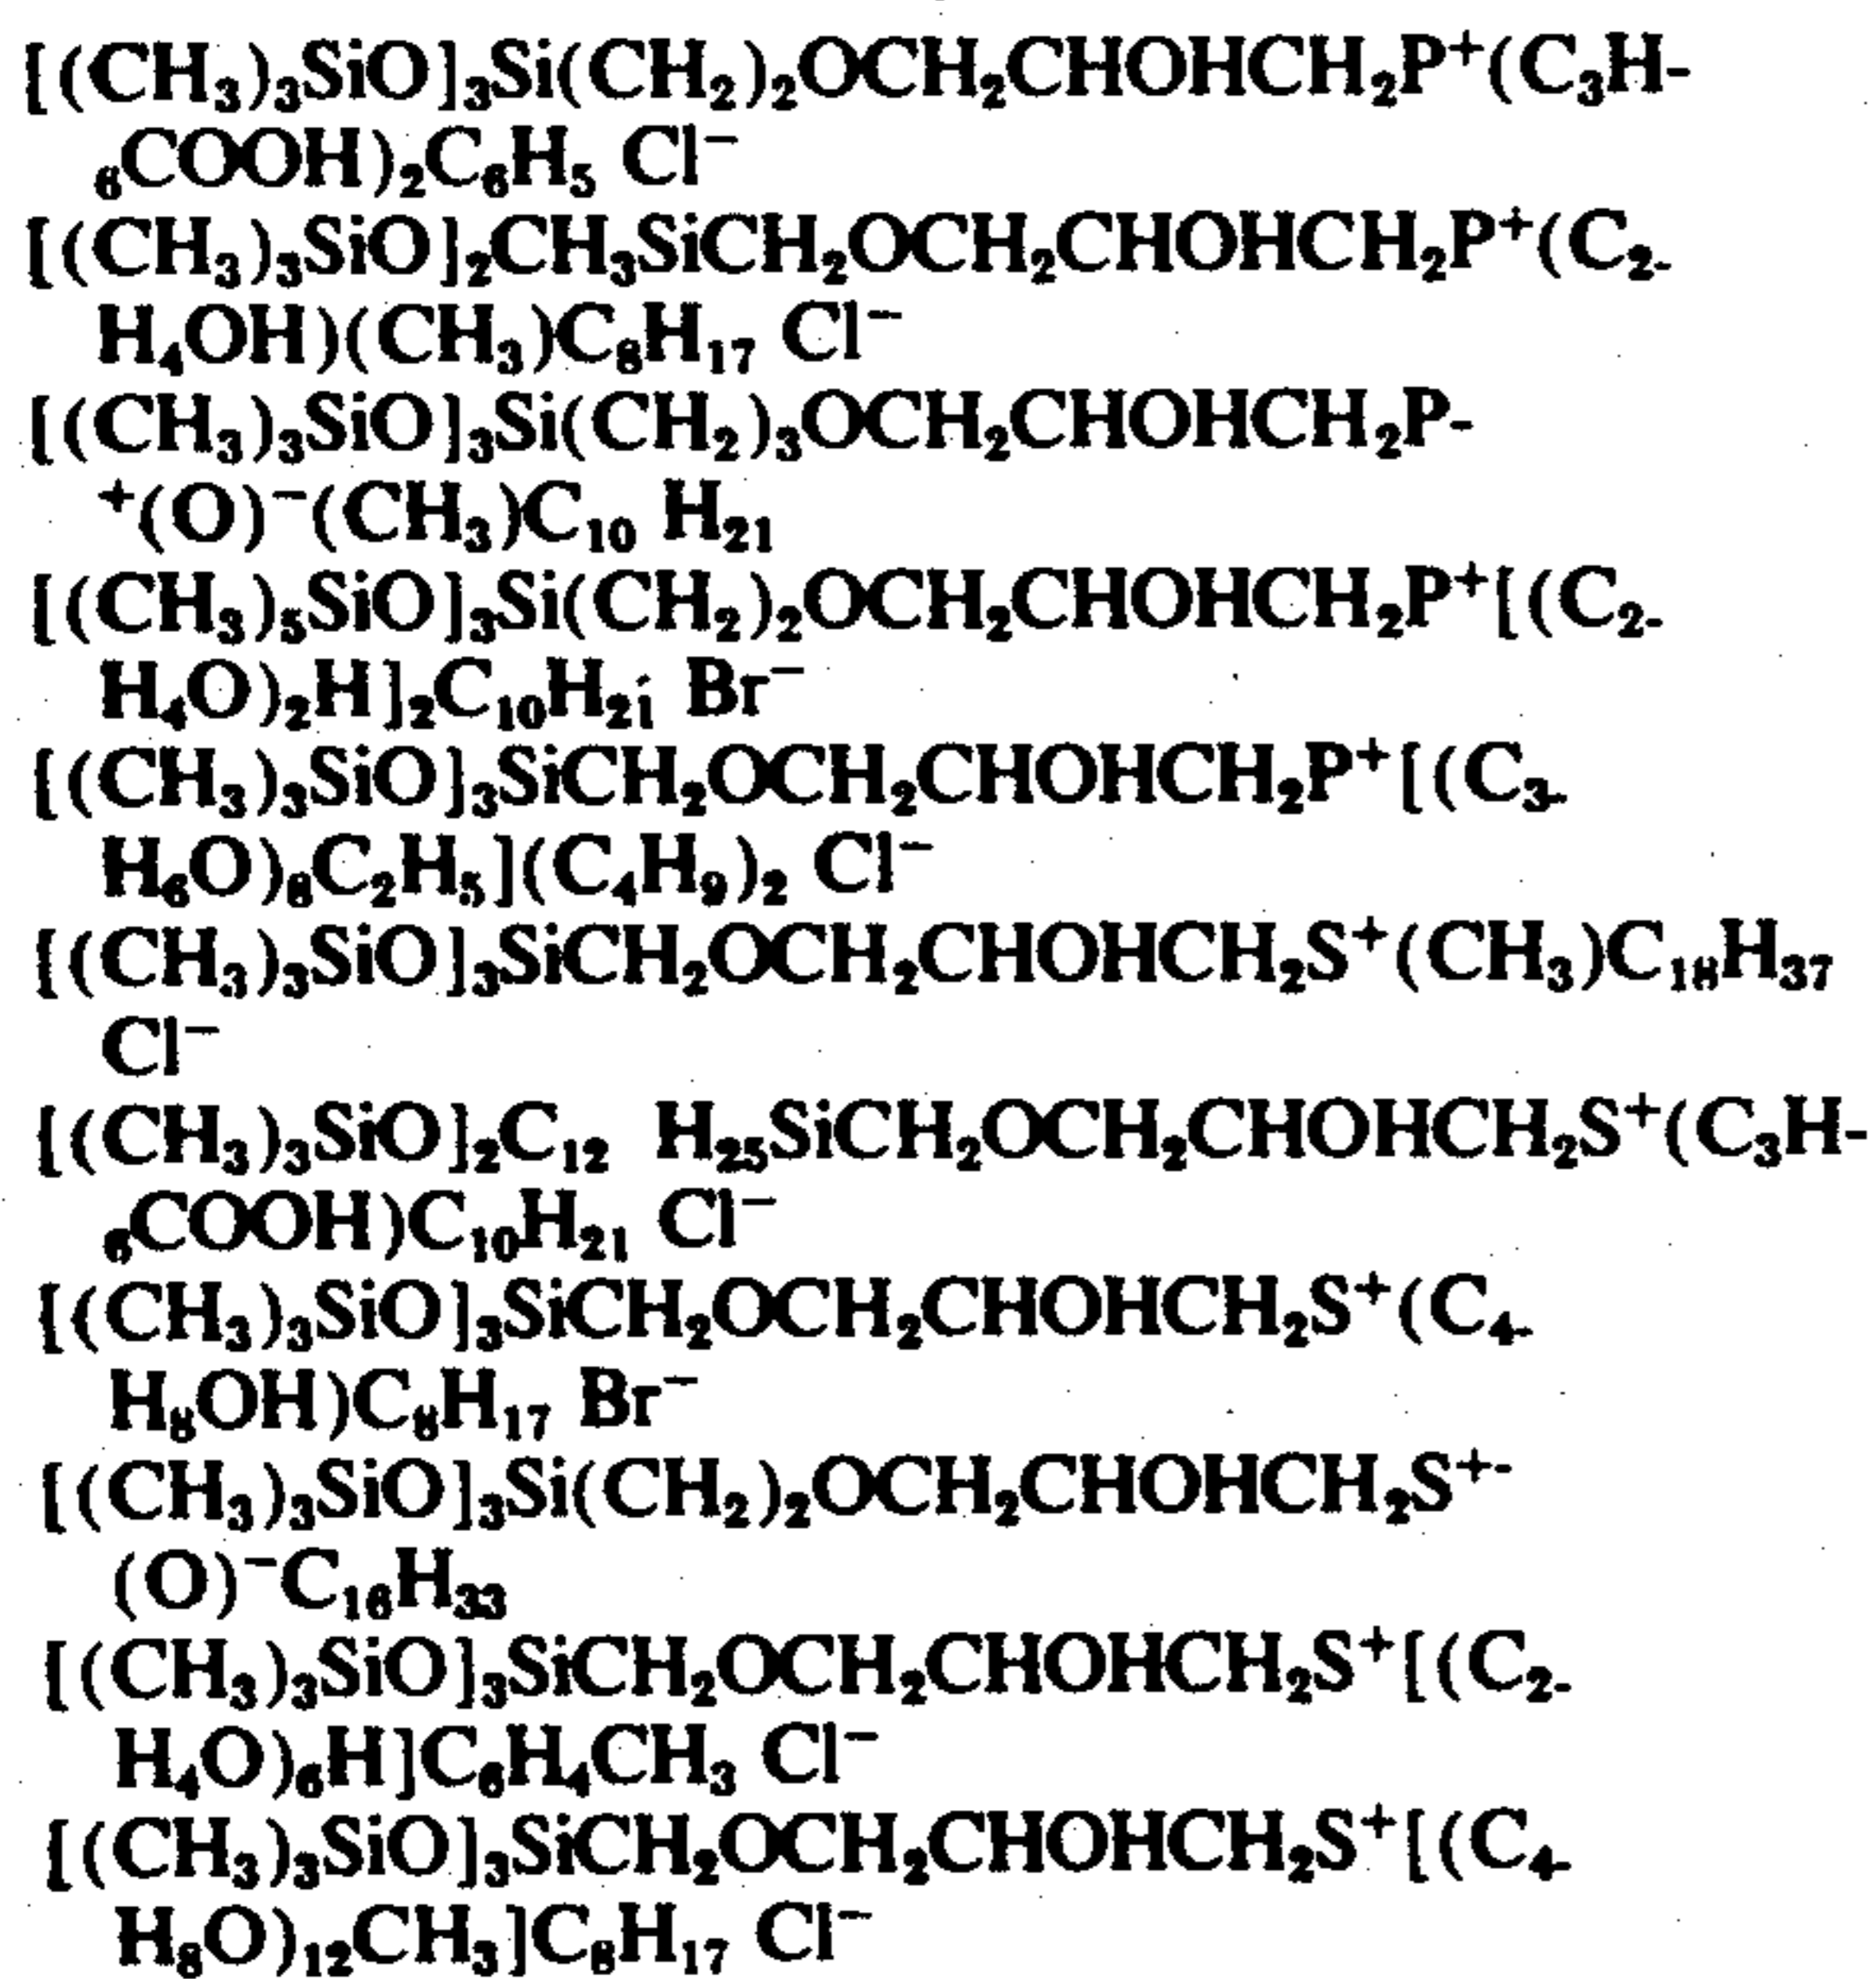 [(CH₃)₃SiO]₃Si(CH₂)₂OCH₂CHOHCH₂P⁺(C₃H-
₆COOH)₂C₆H₅ Cl⁻
[(CH₃)₃SiO]₂CH₃SiCH₂OCH₂CHOHCH₂P⁺(C₂-
H₄OH)(CH₃)C₈H₁₇ Cl⁻
[(CH₃)₃SiO]₃Si(CH₂)₃OCH₂CHOHCH₂P-
⁺(O)⁻(CH₃)C₁₀ H₂₁
[(CH₃)₅SiO]₃Si(CH₂)₂OCH₂CHOHCH₂P⁺[(C₂-
H₄O)₂H]₂C₁₀H₂₁ Br⁻
[(CH₃)₃SiO]₃SiCH₂OCH₂CHOHCH₂P⁺[(C₃-
H₆O)₈C₂H₅](C₄H₉)₂ Cl⁻
[(CH₃)₃SiO]₃SiCH₂OCH₂CHOHCH₂S⁺(CH₃)C₁₈H₃₇
Cl⁻
[(CH₃)₃SiO]₂C₁₂ H₂₅SiCH₂OCH₂CHOHCH₂S⁺(C₃H-
₆COOH)C₁₀H₂₁ Cl⁻
[(CH₃)₃SiO]₃SiCH₂OCH₂CHOHCH₂S⁺(C₄-
H₈OH)C₈H₁₇ Br⁻
[(CH₃)₃SiO]₃Si(CH₂)₂OCH₂CHOHCH₂S⁺-
(O)⁻C₁₆H₃₃
[(CH₃)₃SiO]₃SiCH₂OCH₂CHOHCH₂S⁺[(C₂-
H₄O)₆H]C₆H₄CH₃ Cl⁻
[(CH₃)₃SiO]₃SiCH₂OCH₂CHOHCH₂S⁺[(C₄-
H₈O)₁₂CH₃]C₈H₁₇ Cl⁻